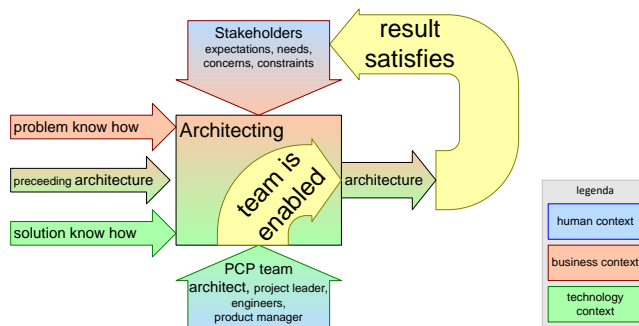 Stakeholders
expectations, needs,
concerns, constraints
result
satisfies
problem know how
Architecting
preceeding architecture
team is
enabled
architecture
solution know how
PCP team
architect, project leader,
engineers,
product manager
legenda
human context
business context
technology
context